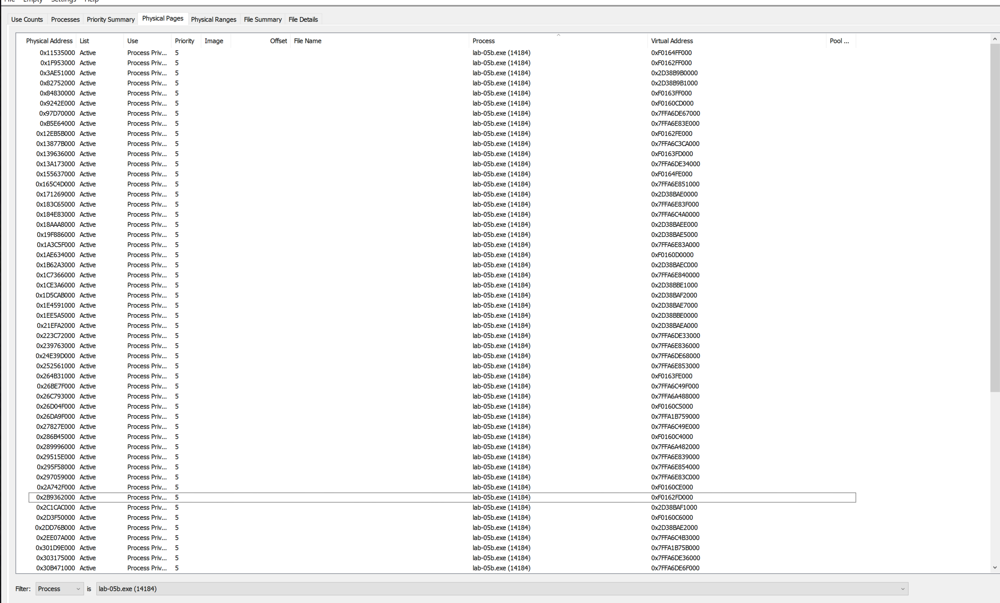 File Empty Settings Help
Use Counts Processes Priority Summary Physical Pages Physical Ranges File Summary File Details
Physical Address List Use Priority Image Offset File Name Process Virtual Address Pool ...
0x11535000 Active Process Priv... 5 lab-05b.exe (14184) 0xF0164FF000
0x1F953000 Active Process Priv... 5 lab-05b.exe (14184) 0xF0162FF000
0x3AE51000 Active Process Priv... 5 lab-05b.exe (14184) 0x2D38B9B0000
0x82752000 Active Process Priv... 5 lab-05b.exe (14184) 0x2D38B9B1000
0x84830000 Active Process Priv... 5 lab-05b.exe (14184) 0xF0163FF000
0x9242E000 Active Process Priv... 5 lab-05b.exe (14184) 0xF0160CD000
0x97D70000 Active Process Priv... 5 lab-05b.exe (14184) 0x7FFA6DE67000
0xB5E64000 Active Process Priv... 5 lab-05b.exe (14184) 0x7FFA6E83E000
0x12EB5B000 Active Process Priv... 5 lab-05b.exe (14184) 0xF0162FE000
0x13877B000 Active Process Priv... 5 lab-05b.exe (14184) 0x7FFA6C3CA000
0x139636000 Active Process Priv... 5 lab-05b.exe (14184) 0xF0163FD000
0x13A173000 Active Process Priv... 5 lab-05b.exe (14184) 0x7FFA6DE34000
0x155637000 Active Process Priv... 5 lab-05b.exe (14184) 0xF0164FE000
0x165C4D000 Active Process Priv... 5 lab-05b.exe (14184) 0x7FFA6E851000
0x171269000 Active Process Priv... 5 lab-05b.exe (14184) 0x2D38BAE0000
0x183C65000 Active Process Priv... 5 lab-05b.exe (14184) 0x7FFA6E83F000
0x184E83000 Active Process Priv... 5 lab-05b.exe (14184) 0x7FFA6C4A0000
0x18AAA8000 Active Process Priv... 5 lab-05b.exe (14184) 0x2D38BAEE000
0x19F886000 Active Process Priv... 5 lab-05b.exe (14184) 0x2D38BAE5000
0x1A3C5F000 Active Process Priv... 5 lab-05b.exe (14184) 0x7FFA6E83A000
0x1AE634000 Active Process Priv... 5 lab-05b.exe (14184) 0xF0160D0000
0x1B62A3000 Active Process Priv... 5 lab-05b.exe (14184) 0x2D38BAEC000
0x1C7366000 Active Process Priv... 5 lab-05b.exe (14184) 0x7FFA6E840000
0x1CE3A6000 Active Process Priv... 5 lab-05b.exe (14184) 0x2D38BBE1000
0x1D5CAB000 Active Process Priv... 5 lab-05b.exe (14184) 0x2D38BAF2000
0x1E4591000 Active Process Priv... 5 lab-05b.exe (14184) 0x2D38BAE7000
0x1EE5A5000 Active Process Priv... 5 lab-05b.exe (14184) 0x2D38BBE0000
0x21EFA2000 Active Process Priv... 5 lab-05b.exe (14184) 0x2D38BAEA000
0x223C72000 Active Process Priv... 5 lab-05b.exe (14184) 0x7FFA6DE33000
0x239763000 Active Process Priv... 5 lab-05b.exe (14184) 0x7FFA6E836000
0x24E39D000 Active Process Priv... 5 lab-05b.exe (14184) 0x7FFA6DE68000
0x252561000 Active Process Priv... 5 lab-05b.exe (14184) 0x7FFA6E853000
0x264B31000 Active Process Priv... 5 lab-05b.exe (14184) 0xF0163FE000
0x26BE7F000 Active Process Priv... 5 lab-05b.exe (14184) 0x7FFA6C49F000
0x26C793000 Active Process Priv... 5 lab-05b.exe (14184) 0x7FFA6A488000
0x26D04F000 Active Process Priv... 5 lab-05b.exe (14184) 0xF0160C5000
0x26DA9F000 Active Process Priv... 5 lab-05b.exe (14184) 0x7FFA1B759000
0x27827E000 Active Process Priv... 5 lab-05b.exe (14184) 0x7FFA6C49E000
0x286B45000 Active Process Priv... 5 lab-05b.exe (14184) 0xF0160C4000
0x289996000 Active Process Priv... 5 lab-05b.exe (14184) 0x7FFA6A482000
0x29515E000 Active Process Priv... 5 lab-05b.exe (14184) 0x7FFA6E839000
0x295F58000 Active Process Priv... 5 lab-05b.exe (14184) 0x7FFA6E854000
0x297059000 Active Process Priv... 5 lab-05b.exe (14184) 0x7FFA6E83C000
0x2A742F000 Active Process Priv... 5 lab-05b.exe (14184) 0xF0160CE000
0x2B9362000 Active Process Priv... 5 lab-05b.exe (14184) 0xF0162FD000
0x2C1CAC000 Active Process Priv... 5 lab-05b.exe (14184) 0x2D38BAF1000
0x2D3F50000 Active Process Priv... 5 lab-05b.exe (14184) 0xF0160C6000
0x2DD76B000 Active Process Priv... 5 lab-05b.exe (14184) 0x2D38BAE2000
0x2EE07A000 Active Process Priv... 5 lab-05b.exe (14184) 0x7FFA6C4B3000
0x301D9E000 Active Process Priv... 5 lab-05b.exe (14184) 0x7FFA1B75B000
0x303175000 Active Process Priv... 5 lab-05b.exe (14184) 0x7FFA6DE36000
0x30B471000 Active Process Priv... 5 lab-05b.exe (14184) 0x7FFA6DE6F000
Filter: Process is lab-05b.exe (14184)